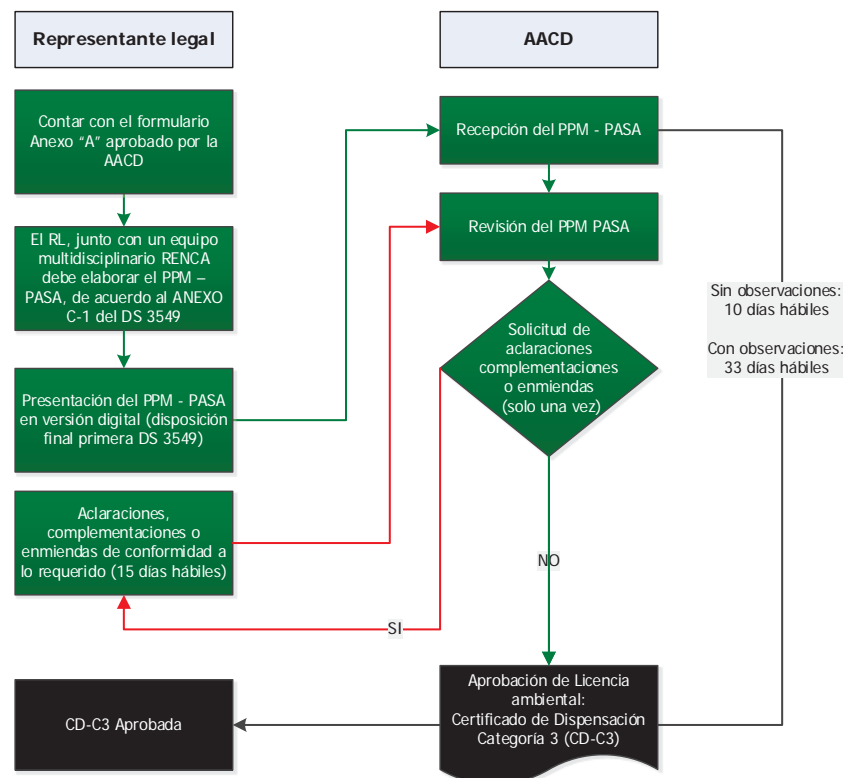 Representante legal
AACD
Contar con el formulario
Anexo “A” aprobado por la
AACD
El RL, junto con un equipo
multidisciplinario RENCA
debe elaborar el PPM –
PASA, de acuerdo al ANEXO
C-1 del DS 3549
Presentación del PPM - PASA
en versión digital (disposición
final primera DS 3549)
Aclaraciones,
complementaciones o
enmiendas de conformidad a
lo requerido (15 días hábiles)
CD-C3 Aprobada
Recepción del PPM - PASA
Revisión del PPM PASA
Solicitud de
aclaraciones
complementaciones
o enmiendas
(solo una vez)
NO
SI
Aprobación de Licencia
ambiental:
Certificado de Dispensación
Categoría 3 (CD-C3)
Sin observaciones:
10 días hábiles
Con observaciones:
33 días hábiles